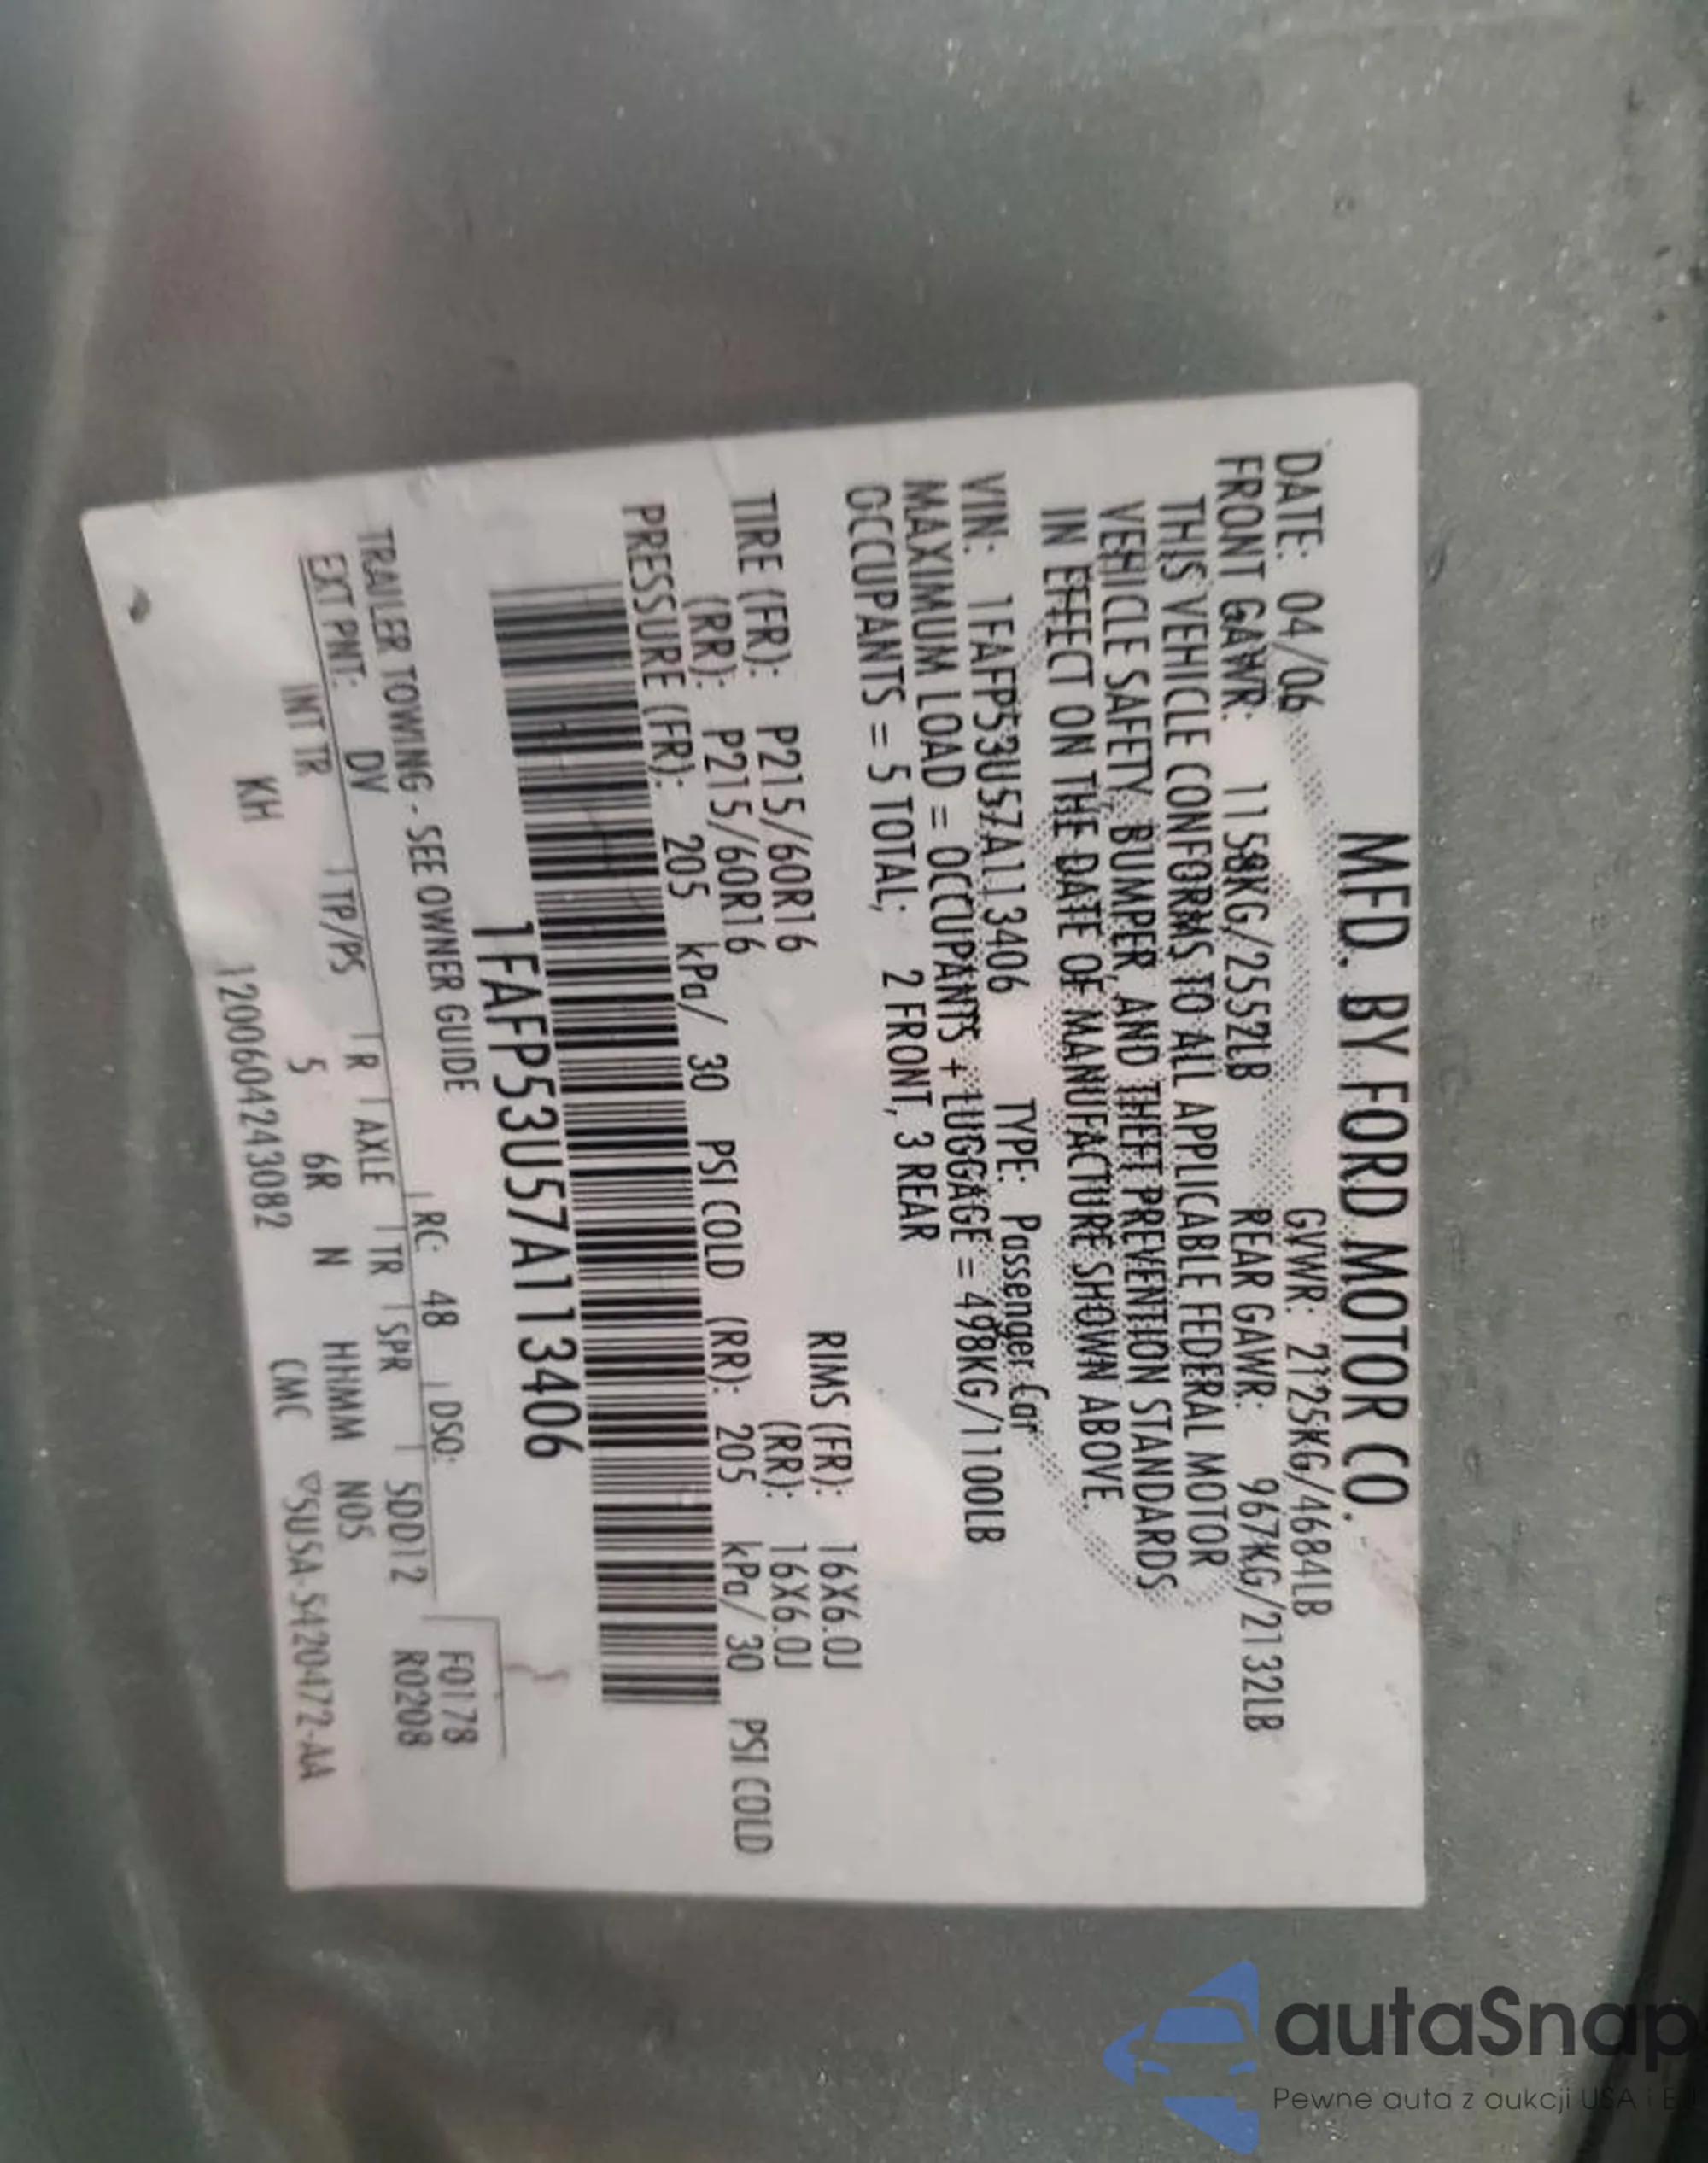 MFD. BY FORD MOTOR CO.
DATE: 04/06 GVWR: 2125KG/4684LB
FRONT GAWR: 1158KG/2552LB REAR GAWR: 967KG/2132LB
THIS VEHICLE CONFORMS TO ALL APPLICABLE FEDERAL MOTOR
VEHICLE SAFETY, BUMPER, AND THEFT PREVENTION STANDARDS
IN EFFECT ON THE DATE OF MANUFACTURE SHOWN ABOVE.
VIN: 1FAFP53U57A113406 TYPE: Passenger Car
MAXIMUM LOAD = OCCUPANTS + LUGGAGE = 498KG/1100LB
OCCUPANTS = 5 TOTAL; 2 FRONT, 3 REAR
RIMS (FR): 16X6.0J
TIRE (FR): P215/60R16 (RR): 16X6.0J
(RR): P215/60R16
PRESSURE (FR): 205 kPa/ 30 PSI COLD (RR): 205 kPa/ 30 PSI COLD
1FAFP53U57A113406
TRAILER TOWING - SEE OWNER GUIDE RC: 48 DSO: F0178
R0208
EXT PNT: DV 5DD12
INT TR TP/PS R AXLE TR SPR
KH 5 6R N HHMM N05
1200604243082 CMC ▽5USA-5420472-AA
autaSnap
Pewne auta z aukcji USA i E